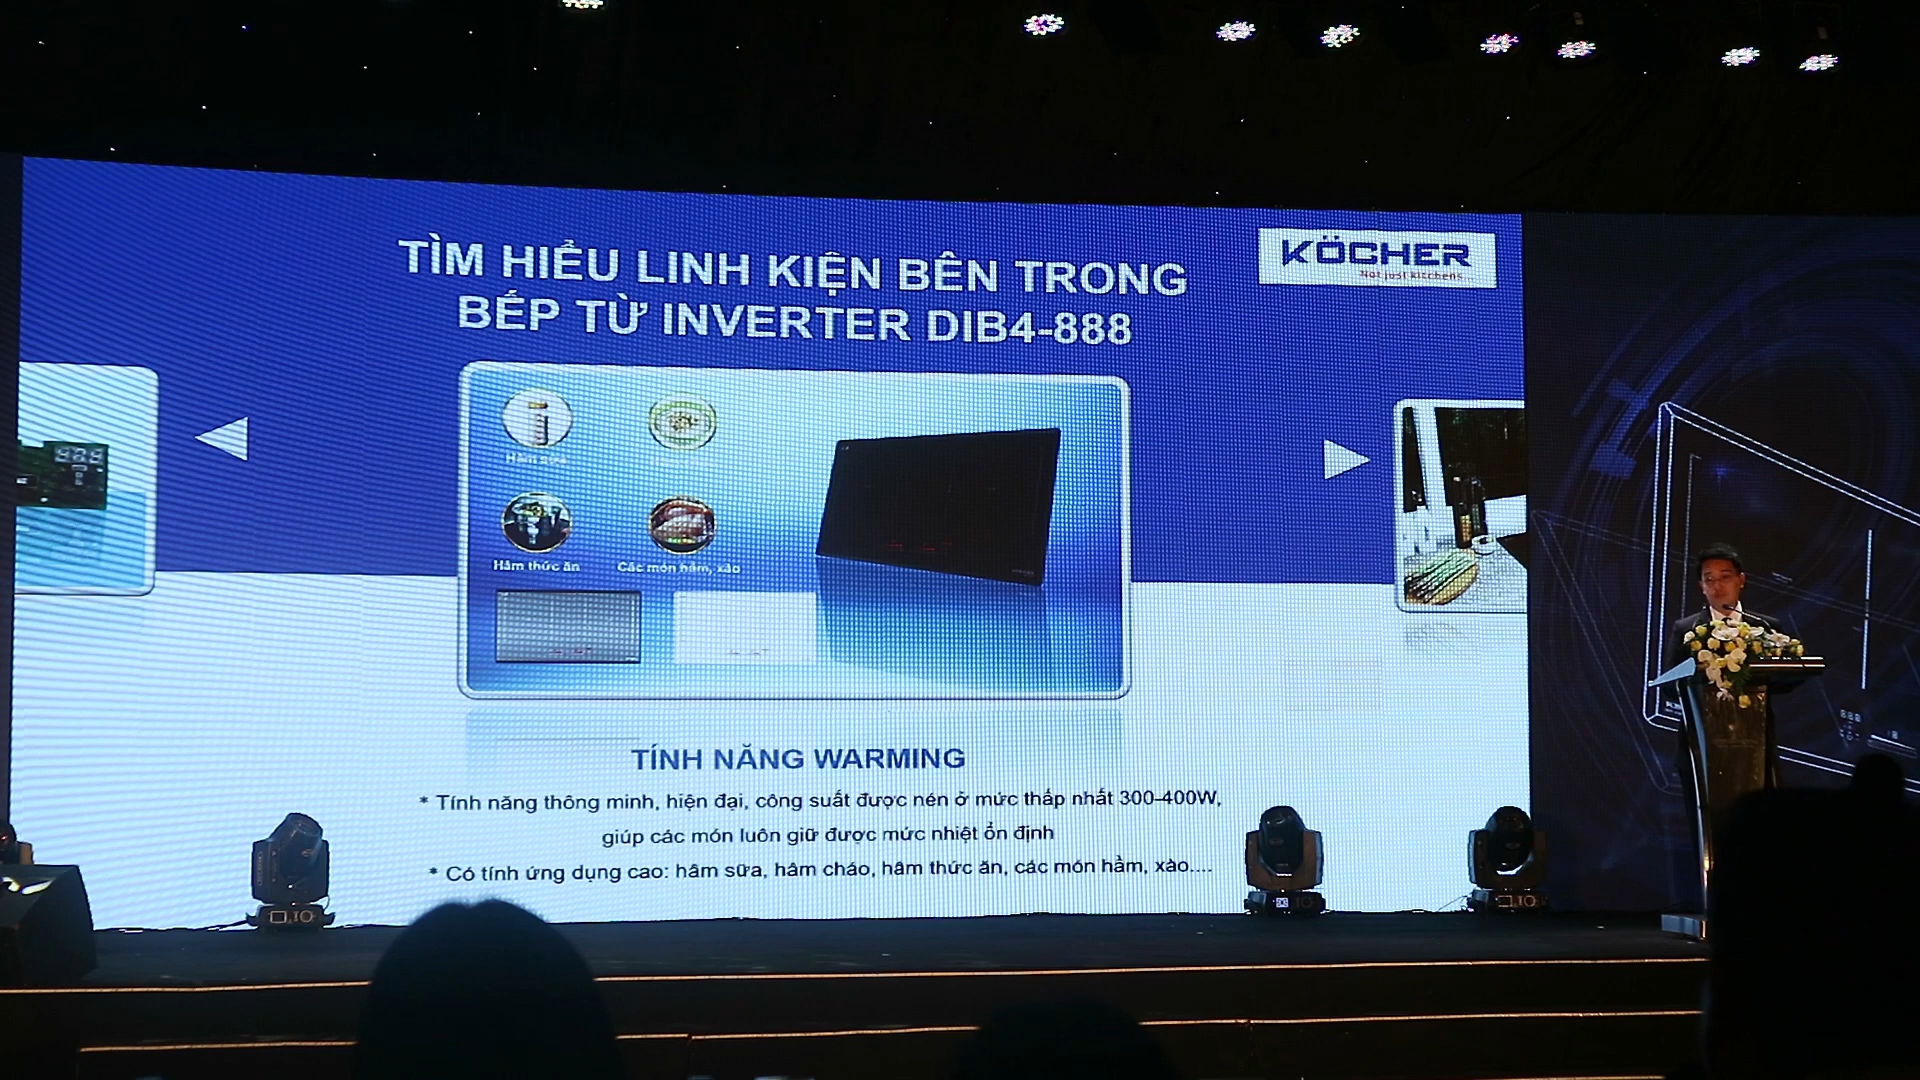 TÌM HIỂU LINH KIỆN BÊN TRONG
BẾP TỪ INVERTER DIB4-888
KÖCHER
Not just kitchens
Hâm thức ăn
Các món hầm, xào
TÍNH NĂNG WARMING
* Tính năng thông minh, hiện đại, công suất được nén ở mức thấp nhất 300-400W,
giúp các món luôn giữ được mức nhiệt ổn định
* Có tính ứng dụng cao: hâm sữa, hâm cháo, hâm thức ăn, các món hầm, xào....